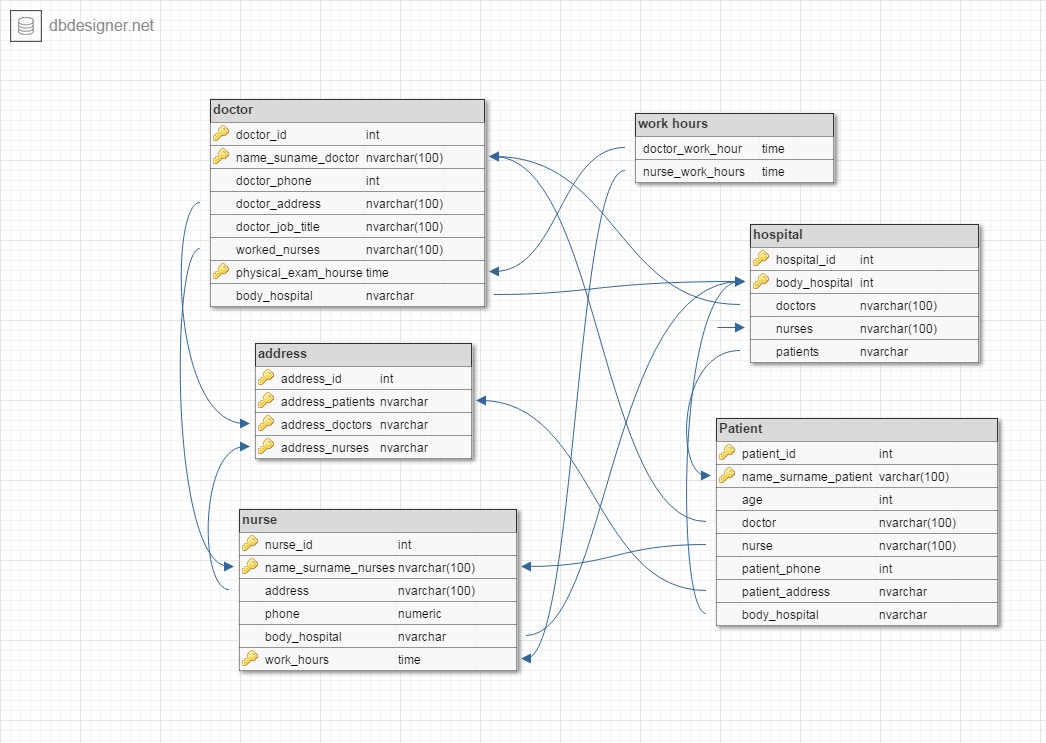 dbdesigner.net
doctor
doctor_id int
name_suname_doctor nvarchar(100)
doctor_phone int
doctor_address nvarchar(100)
doctor_job_title nvarchar(100)
worked_nurses nvarchar(100)
physical_exam_hourse time
body_hospital nvarchar
work hours
doctor_work_hour time
nurse_work_hours time
hospital
hospital_id int
body_hospital int
doctors nvarchar(100)
nurses nvarchar(100)
patients nvarchar
address
address_id int
address_patients nvarchar
address_doctors nvarchar
address_nurses nvarchar
Patient
patient_id int
name_surname_patient varchar(100)
age int
doctor nvarchar(100)
nurse nvarchar(100)
patient_phone int
patient_address nvarchar
body_hospital nvarchar
nurse
nurse_id int
name_surname_nurses nvarchar(100)
address nvarchar(100)
phone numeric
body_hospital nvarchar
work_hours time